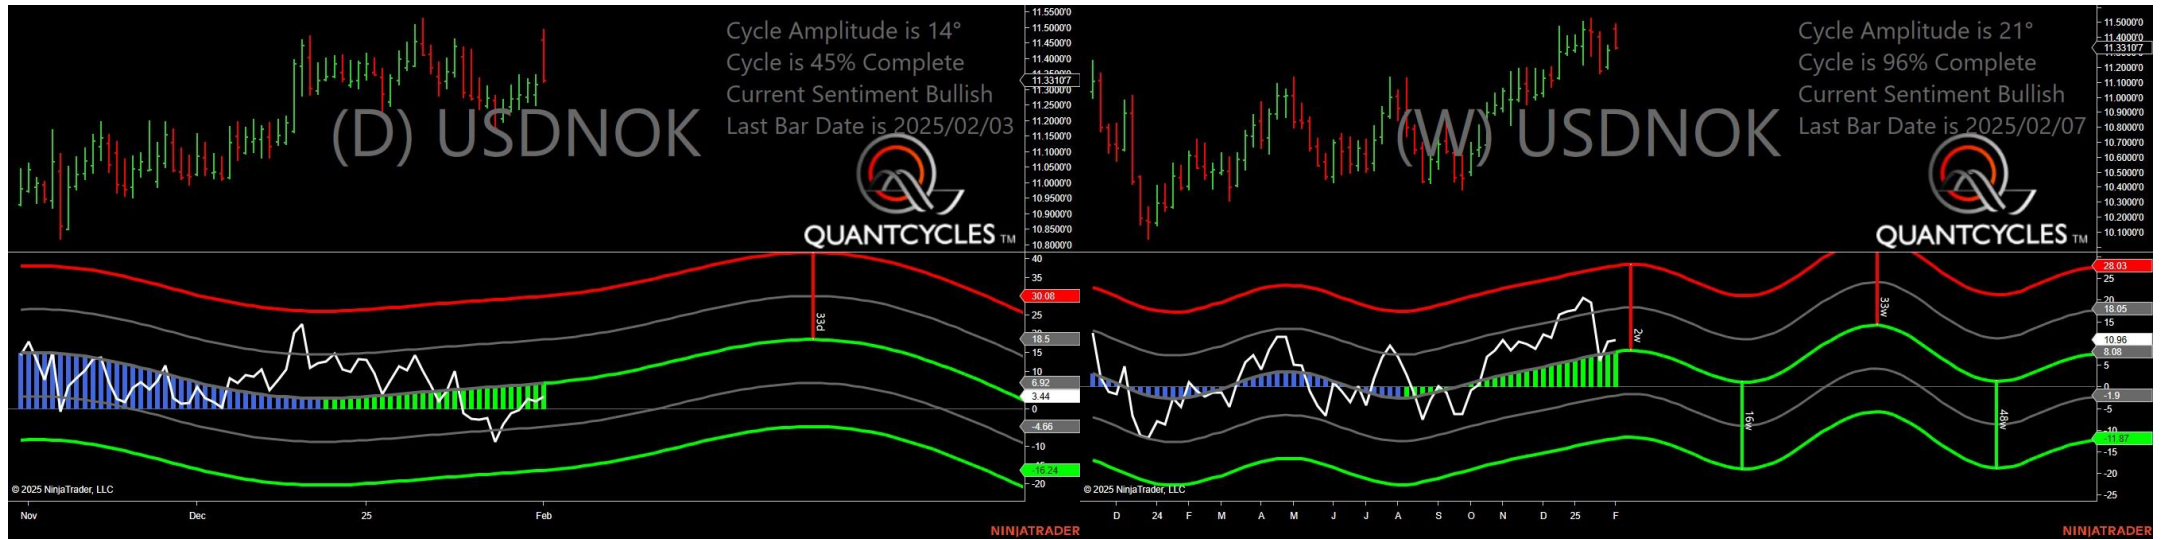 Cycle Amplitude is 14°
Cycle is 45% Complete
Current Sentiment Bullish
Last Bar Date is 2025/02/03
(D) USDNOK
QUANTCYCLES TM
11.5500'0
11.5000'0
11.4500'0
11.4000'0
11.3310'7
11.2500'0
11.2000'0
11.1500'0
11.1000'0
11.0500'0
11.0000'0
10.9500'0
10.9000'0
10.8500'0
10.8000'0
33d
40
35
30.08
25
18.5
15
10
6.92
3.44
0
-4.66
-10
-16.24
-20
© 2025 NinjaTrader, LLC
Nov Dec 25 Feb
NINJATRADER
Cycle Amplitude is 21°
Cycle is 96% Complete
Current Sentiment Bullish
Last Bar Date is 2025/02/07
(W) USDNOK
QUANTCYCLES TM
11.5000'0
11.4000'0
11.3310'7
11.2000'0
11.1000'0
11.0000'0
10.9000'0
10.8000'0
10.7000'0
10.6000'0
10.5000'0
10.4000'0
10.3000'0
10.2000'0
10.1000'0
2w
16w
33w
48w
28.03
25
20
18.05
15
10.96
8.08
5
0
-1.9
-5
-10
-11.87
-15
-20
-25
© 2025 NinjaTrader, LLC
D 24 F M A M J J A S O N D 25 F
NINJATRADER